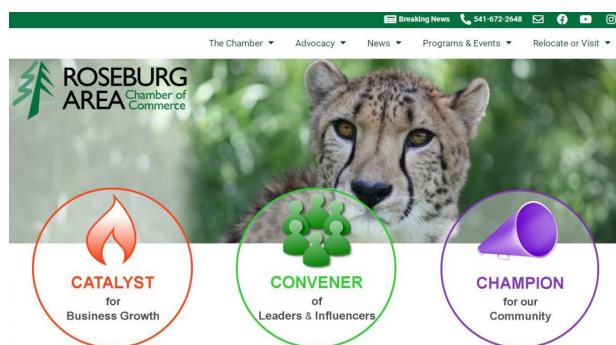 Breaking News 541-672-2648
The Chamber Advocacy News Programs & Events Relocate or Visit
ROSEBURG
AREA Chamber of
Commerce
CATALYST
for
Business Growth
CONVENER
of
Leaders & Influencers
CHAMPION
for our
Community